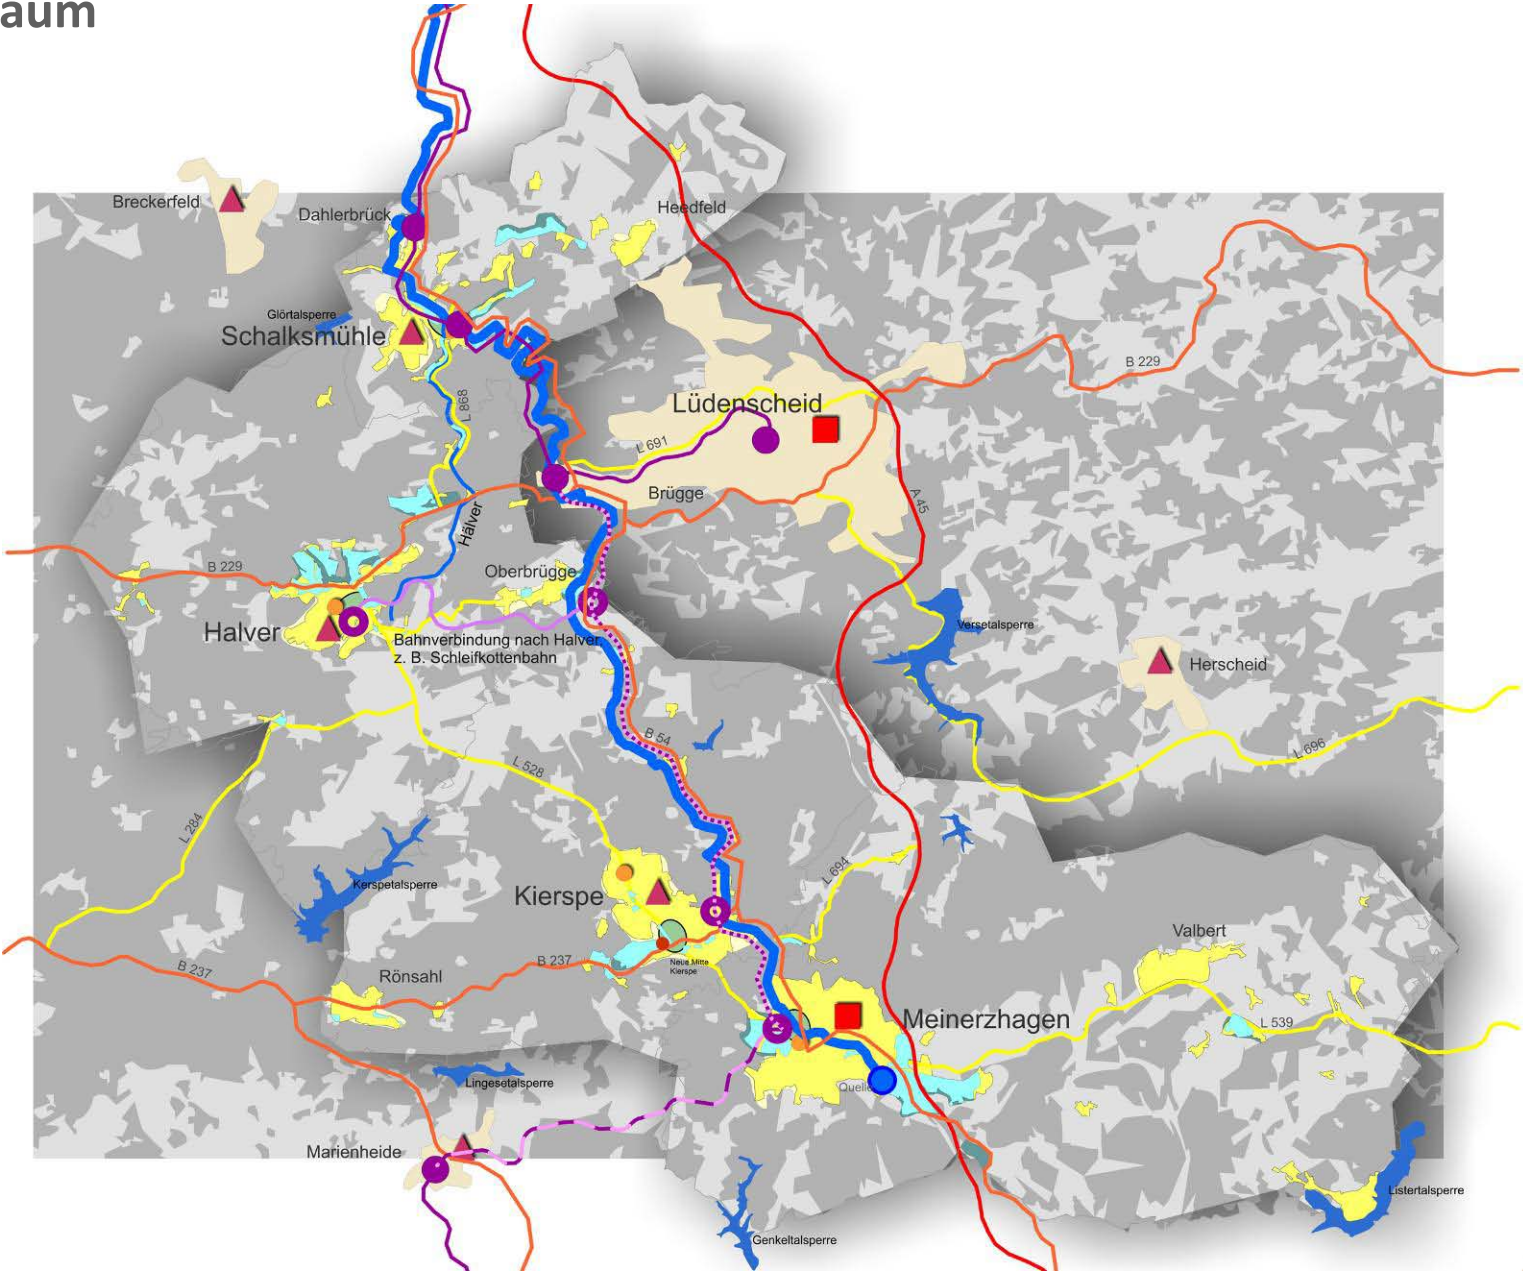 aum
Breckerfeld
Dahlerbrück
Heedfeld
Glörtalsperre
Schalksmühle
B 229
L 868
Lüdenscheid
L 691
Brügge
A 45
Hälver
B 229
Oberbrügge
Halver
Bahnverbindung nach Halver,
z. B. Schleifkottenbahn
Versetalsperre
Herscheid
B 54
L 696
L 528
L 284
Kerspetalsperre
Kierspe
L 694
Valbert
Neue Mitte
Kierspe
B 237
B 237
Rönsahl
Meinerzhagen
L 539
Lingesetalsperre
Quelle
Marienheide
Listertalsperre
Genkeltalsperre